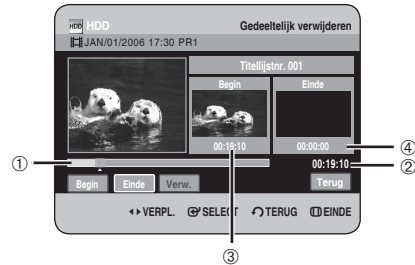 HDD HDD Gedeeltelijk verwijderen
JAN/01/2006 17:30 PR1
Titellijstnr. 001
Begin Einde
00:19:10 00:00:00
① ④
00:19:10 ②
Begin Einde Verw. Terug
VERPL. SELECT TERUG EINDE
③